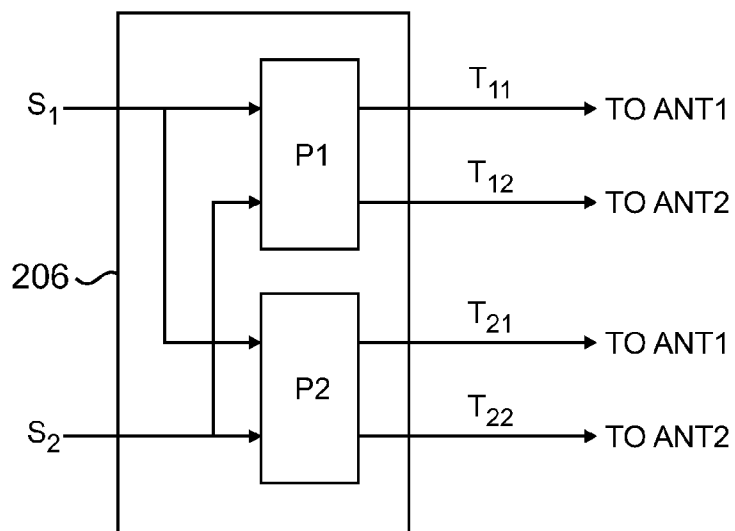 S1
T11
TO ANT1
P1
T12
TO ANT2
206
T21
TO ANT1
P2
T22
S2
TO ANT2